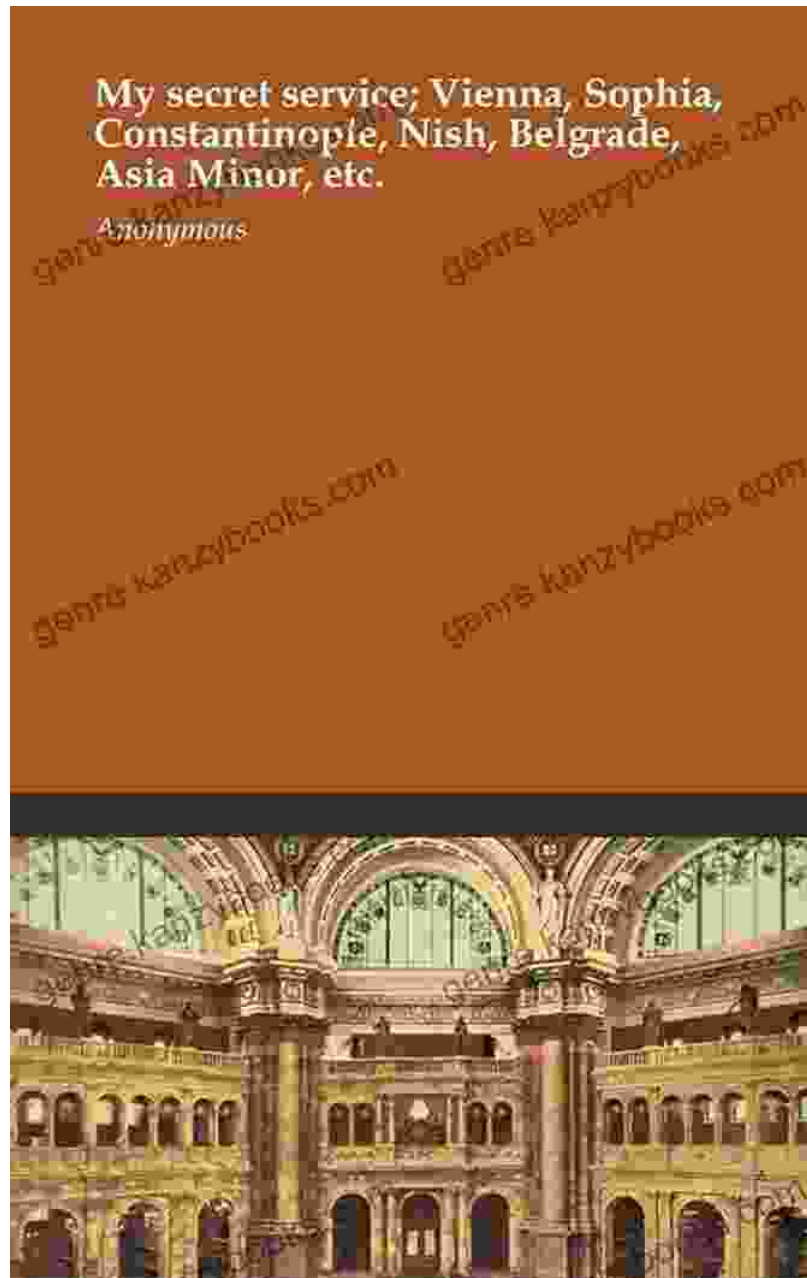 My secret service; Vienna, Sophia,
Constantinople, Nish, Belgrade,
Asia Minor, etc.
Anonymous
genre.kanzybooks.com
genre.kanzybooks.com
genre.kanzybooks.com
genre.kanzybooks.com